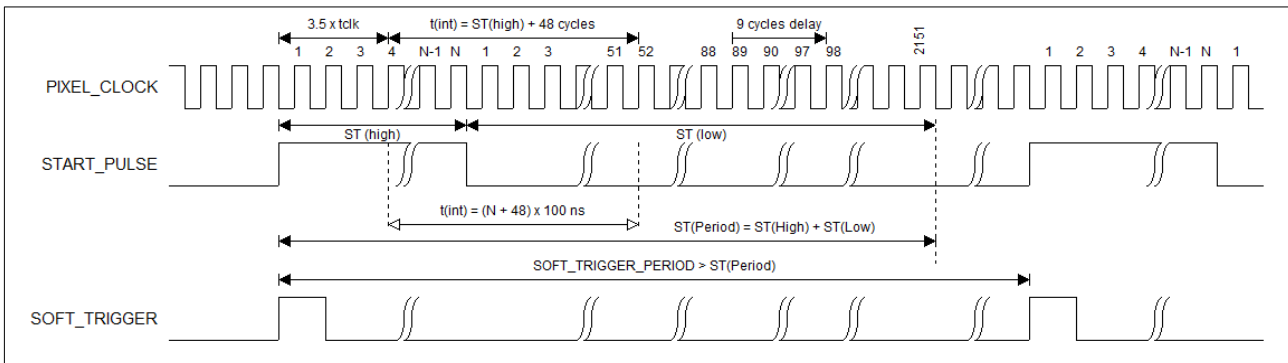 3.5 x tclk t(int) = ST(high) + 48 cycles 9 cycles delay
1 2 3 4 N-1 N 1 2 3 51 52 88 89 90 97 98 2151 1 2 3 4 N-1 N 1
PIXEL_CLOCK
ST (high) ST (low)
START_PULSE
t(int) = (N + 48) x 100 ns
ST(Period) = ST(High) + ST(Low)
SOFT_TRIGGER_PERIOD > ST(Period)
SOFT_TRIGGER